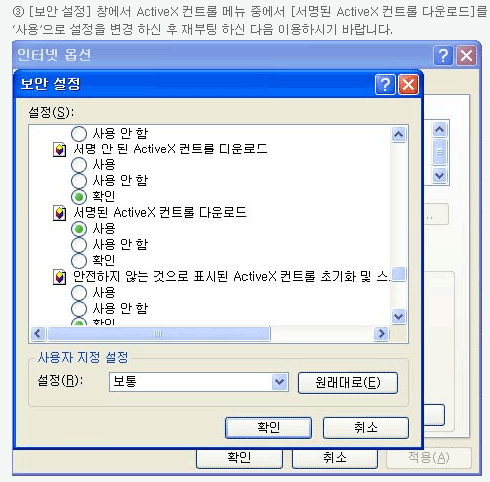 ③ [보안 설정] 창에서 ActiveX 컨트롤 메뉴 중에서 [서명된 ActiveX 컨트롤 다운로드]를
'사용'으로 설정을 변경 하신 후 재부팅 하신 다음 이용하시기 바랍니다.
인터넷 옵션
보안 설정
설정(S):
사용 안 함
서명 안 된 ActiveX 컨트롤 다운로드
사용
사용 안 함
확인
서명된 ActiveX 컨트롤 다운로드
사용
사용 안 함
확인
안전하지 않는 것으로 표시된 ActiveX 컨트롤 초기화 및 스
사용
사용 안 함
확인
사용자 지정 설정
설정(R): 보통 원래대로(E)
확인 취소
확인 취소 적용(A)